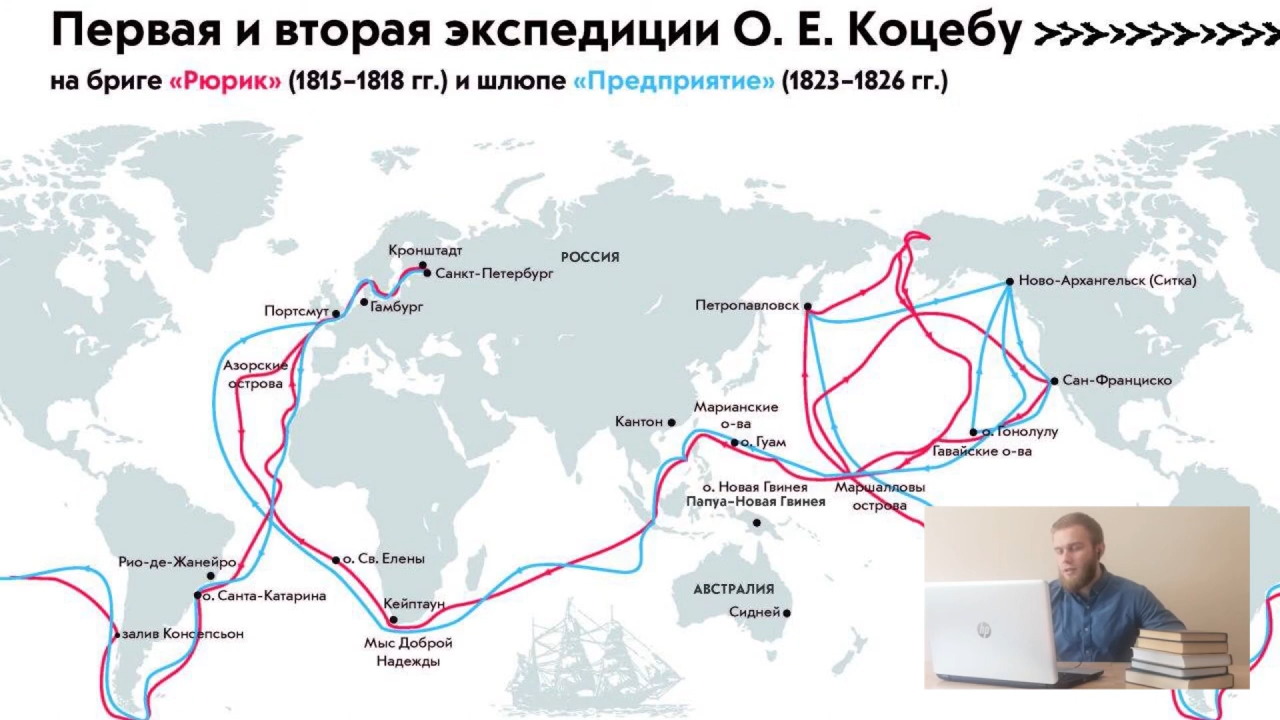 Первая и вторая экспедиции О. Е. Коцебу
на бриге «Рюрик» (1815–1818 гг.) и шлюпе «Предприятие» (1823–1826 гг.)
Кронштадт
РОССИЯ
Санкт-Петербург
Ново-Архангельск (Ситка)
Петропавловск
Портсмут
Гамбург
Азорские
острова
Сан-Франциско
Марианские
о-ва
Кантон
о. Гуам
о. Гонолулу
Гавайские о-ва
о. Новая Гвинея
Папуа-Новая Гвинея
Маршалловы
острова
Рио-де-Жанейро
о. Св. Елены
о. Санта-Катарина
АВСТРАЛИЯ
Кейптаун
Сидней
залив Консепсьон
Мыс Доброй
Надежды
hp